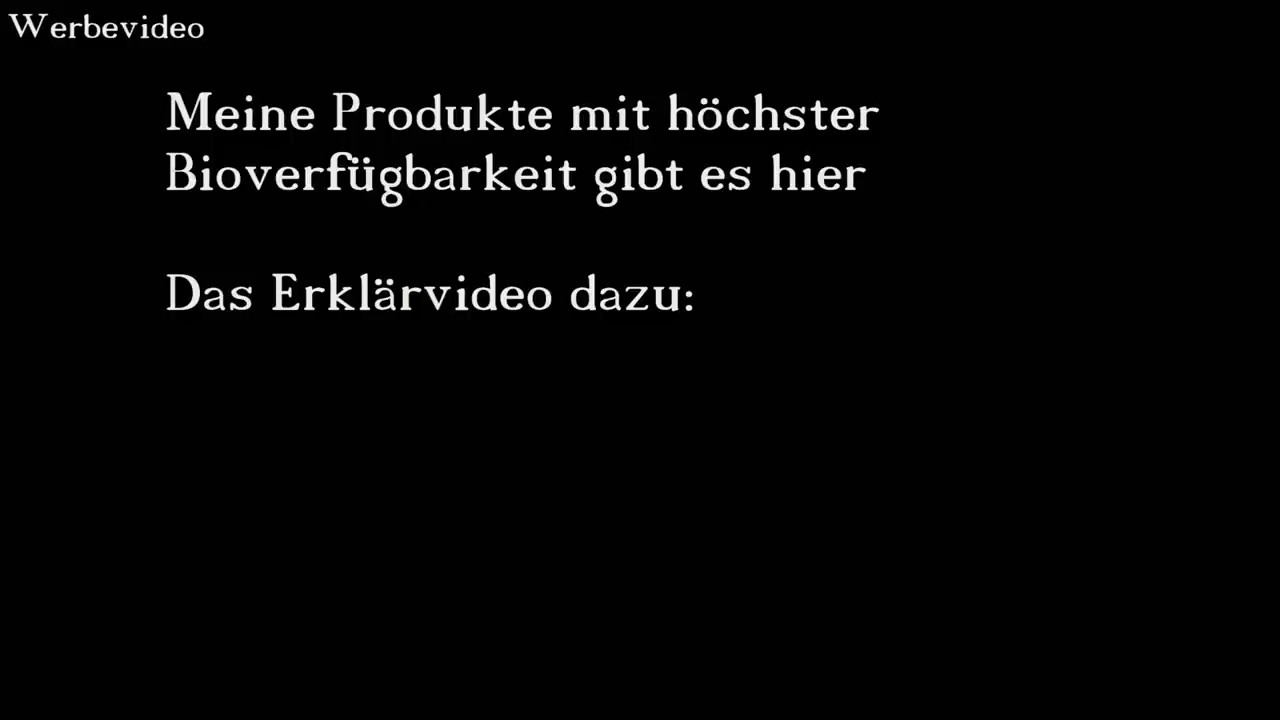 Werbevideo
Meine Produkte mit höchster
Bioverfügbarkeit gibt es hier
Das Erklärvideo dazu: